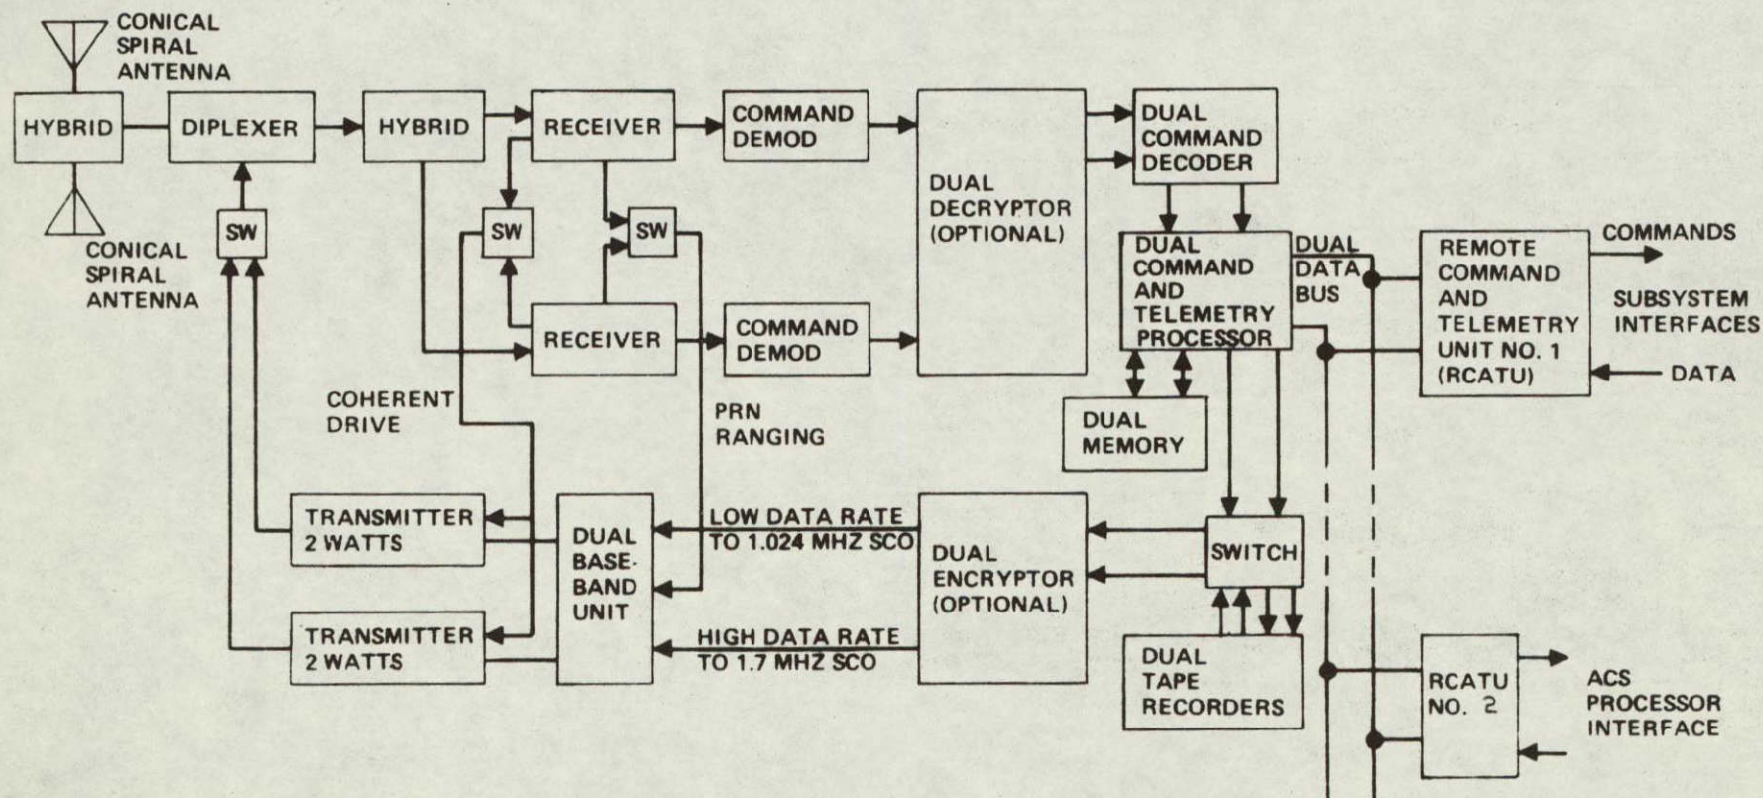 CONICAL
SPIRAL
ANTENNA
HYBRID
DIPLEXER
HYBRID
RECEIVER
COMMAND
DEMOD
DUAL
DECRYPTOR
(OPTIONAL)
DUAL
COMMAND
DECODER
SW
SW
SW
CONICAL
SPIRAL
ANTENNA
RECEIVER
COMMAND
DEMOD
DUAL
COMMAND
AND
TELEMETRY
PROCESSOR
DUAL
DATA
BUS
REMOTE
COMMAND
AND
TELEMETRY
UNIT NO. 1
(RCATU)
COMMANDS
SUBSYSTEM
INTERFACES
DATA
COHERENT
DRIVE
PRN
RANGING
DUAL
MEMORY
TRANSMITTER
2 WATTS
DUAL
BASE-
BAND
UNIT
LOW DATA RATE
TO 1.024 MHZ SCO
DUAL
ENCRYPTOR
(OPTIONAL)
SWITCH
TRANSMITTER
2 WATTS
HIGH DATA RATE
TO 1.7 MHZ SCO
DUAL
TAPE
RECORDERS
RCATU
NO. 2
ACS
PROCESSOR
INTERFACE